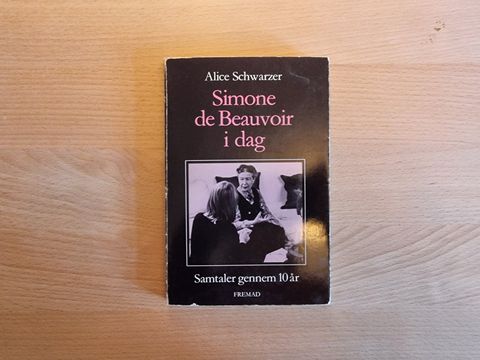 Alice Schwarzer
Simone
de Beauvoir
i dag
Samtaler gennem 10 år
FREMAD